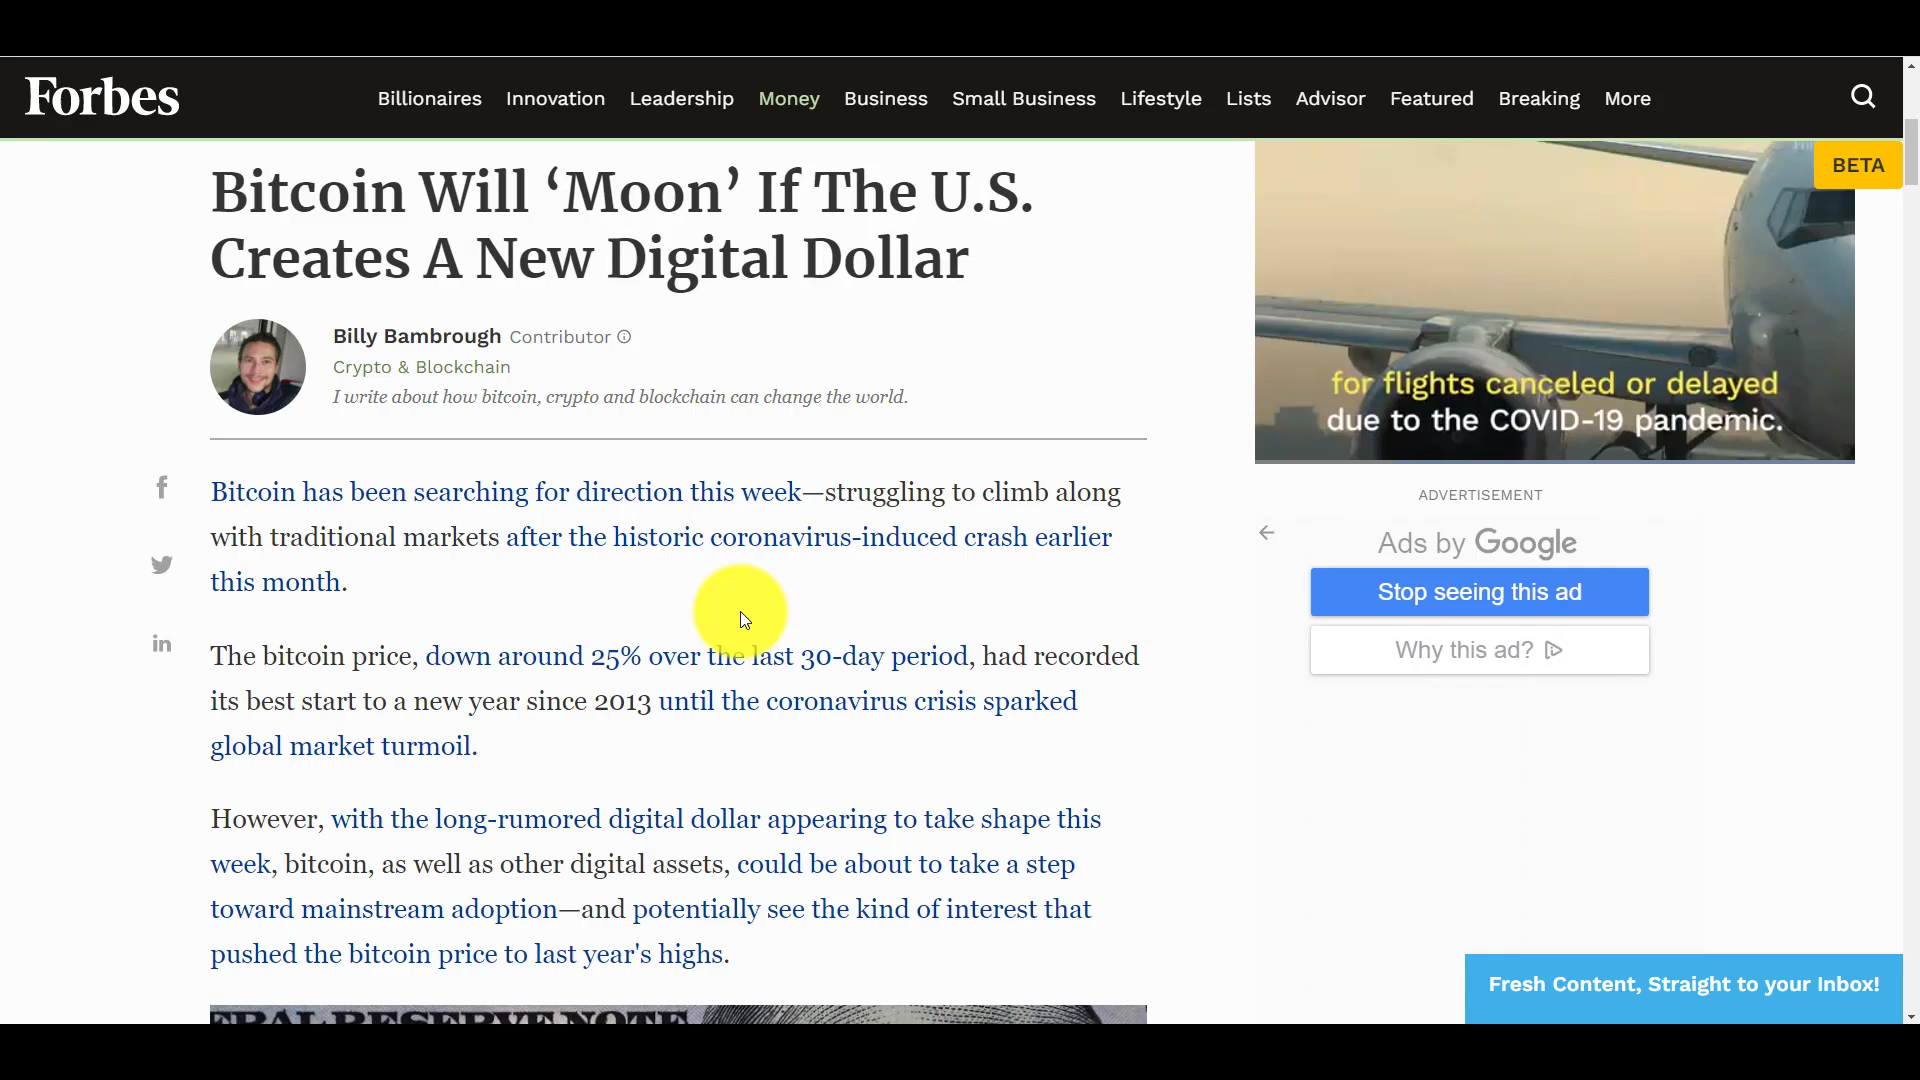 Forbes
Billionaires Innovation Leadership Money Business Small Business Lifestyle Lists Advisor Featured Breaking More
BETA
Bitcoin Will ‘Moon’ If The U.S.
Creates A New Digital Dollar
Billy Bambrough Contributor
Crypto & Blockchain
I write about how bitcoin, crypto and blockchain can change the world.
Bitcoin has been searching for direction this week—struggling to climb along
with traditional markets after the historic coronavirus-induced crash earlier
this month.
The bitcoin price, down around 25% over the last 30-day period, had recorded
its best start to a new year since 2013 until the coronavirus crisis sparked
global market turmoil.
However, with the long-rumored digital dollar appearing to take shape this
week, bitcoin, as well as other digital assets, could be about to take a step
toward mainstream adoption—and potentially see the kind of interest that
pushed the bitcoin price to last year's highs.
ERAL RESERVE NOTE
for flights canceled or delayed
due to the COVID-19 pandemic.
ADVERTISEMENT
Ads by Google
Stop seeing this ad
Why this ad?
Fresh Content, Straight to your Inbox!